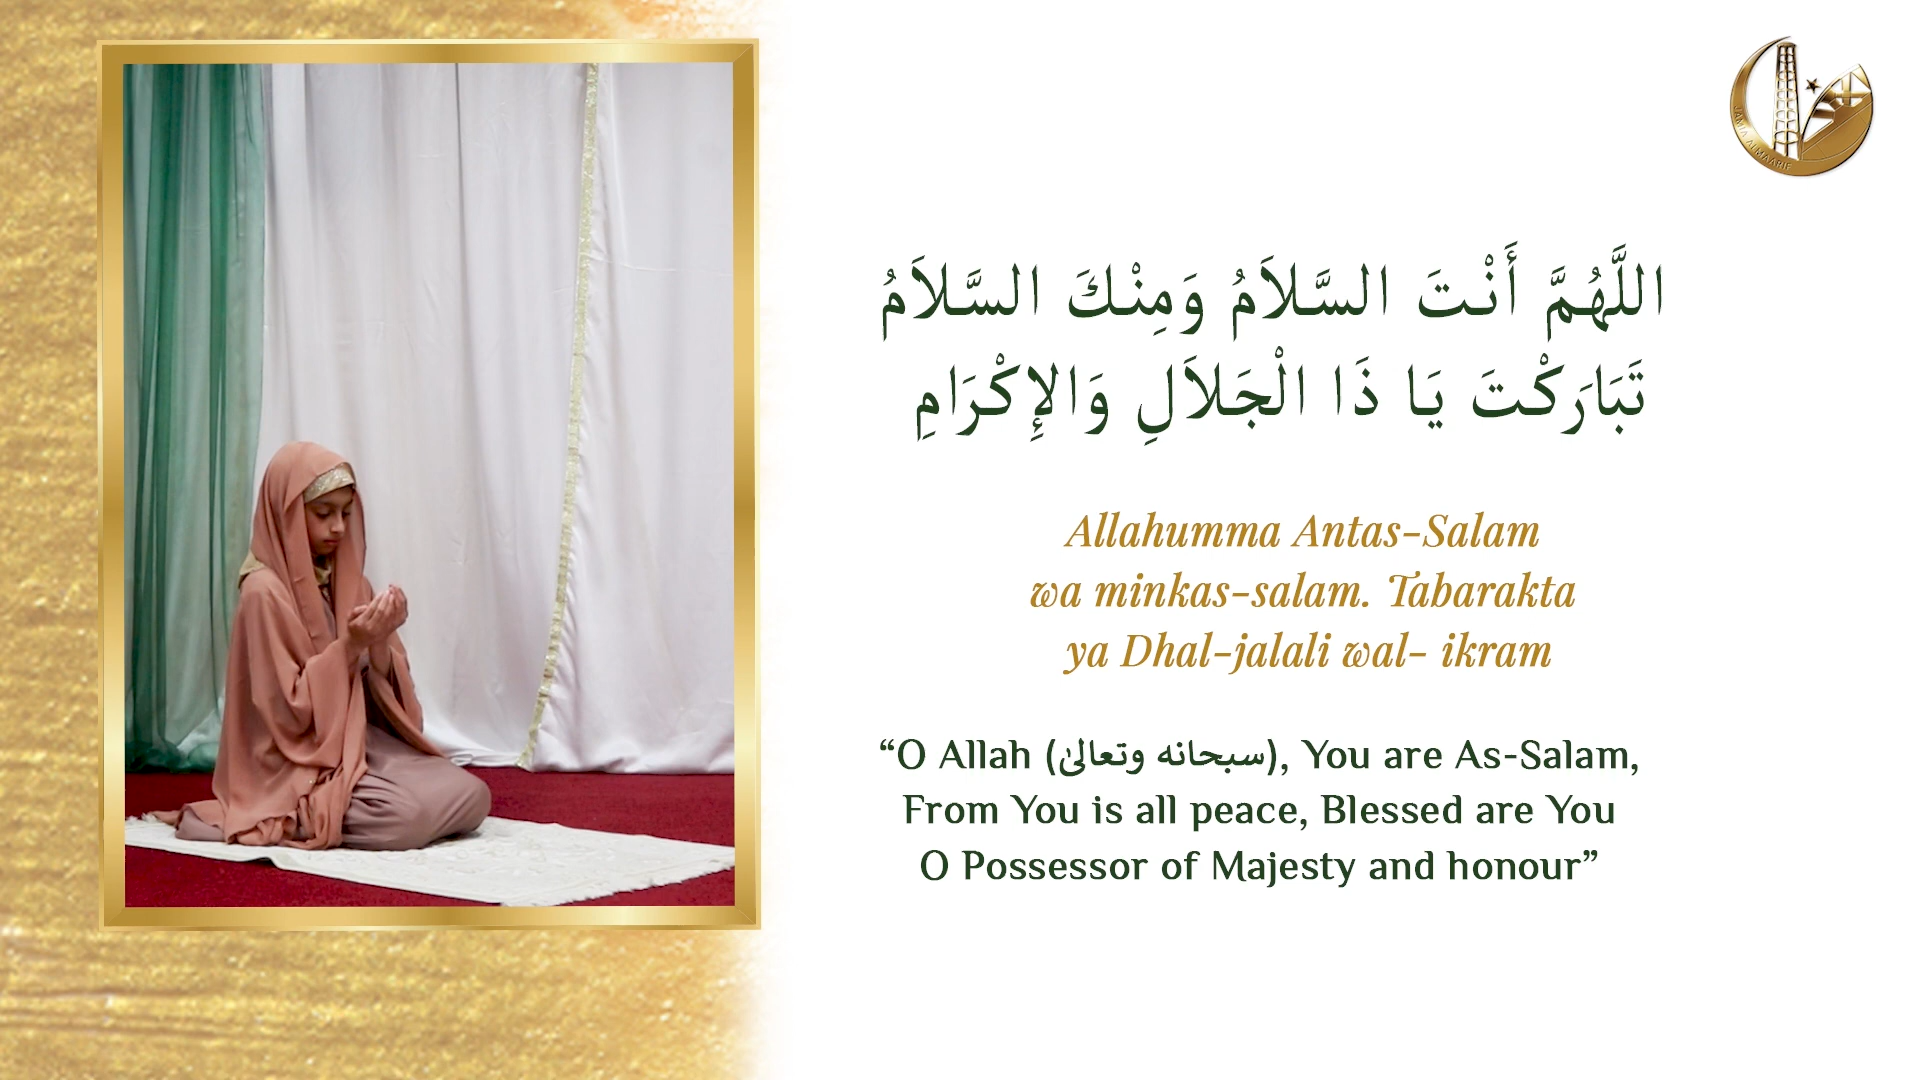 JAMIA ALMAARIF
اللَّهُمَّ أَنْتَ السَّلاَمُ وَمِنْكَ السَّلاَمُ
تَبَارَكْتَ يَا ذَا الْجَلاَلِ وَالإِكْرَامِ
Allahumma Antas-Salam
wa minkas-salam. Tabarakta
ya Dhal-jalali wal- ikram
“O Allah (سبحانه وتعالىٰ), You are As-Salam,
From You is all peace, Blessed are You
O Possessor of Majesty and honour”